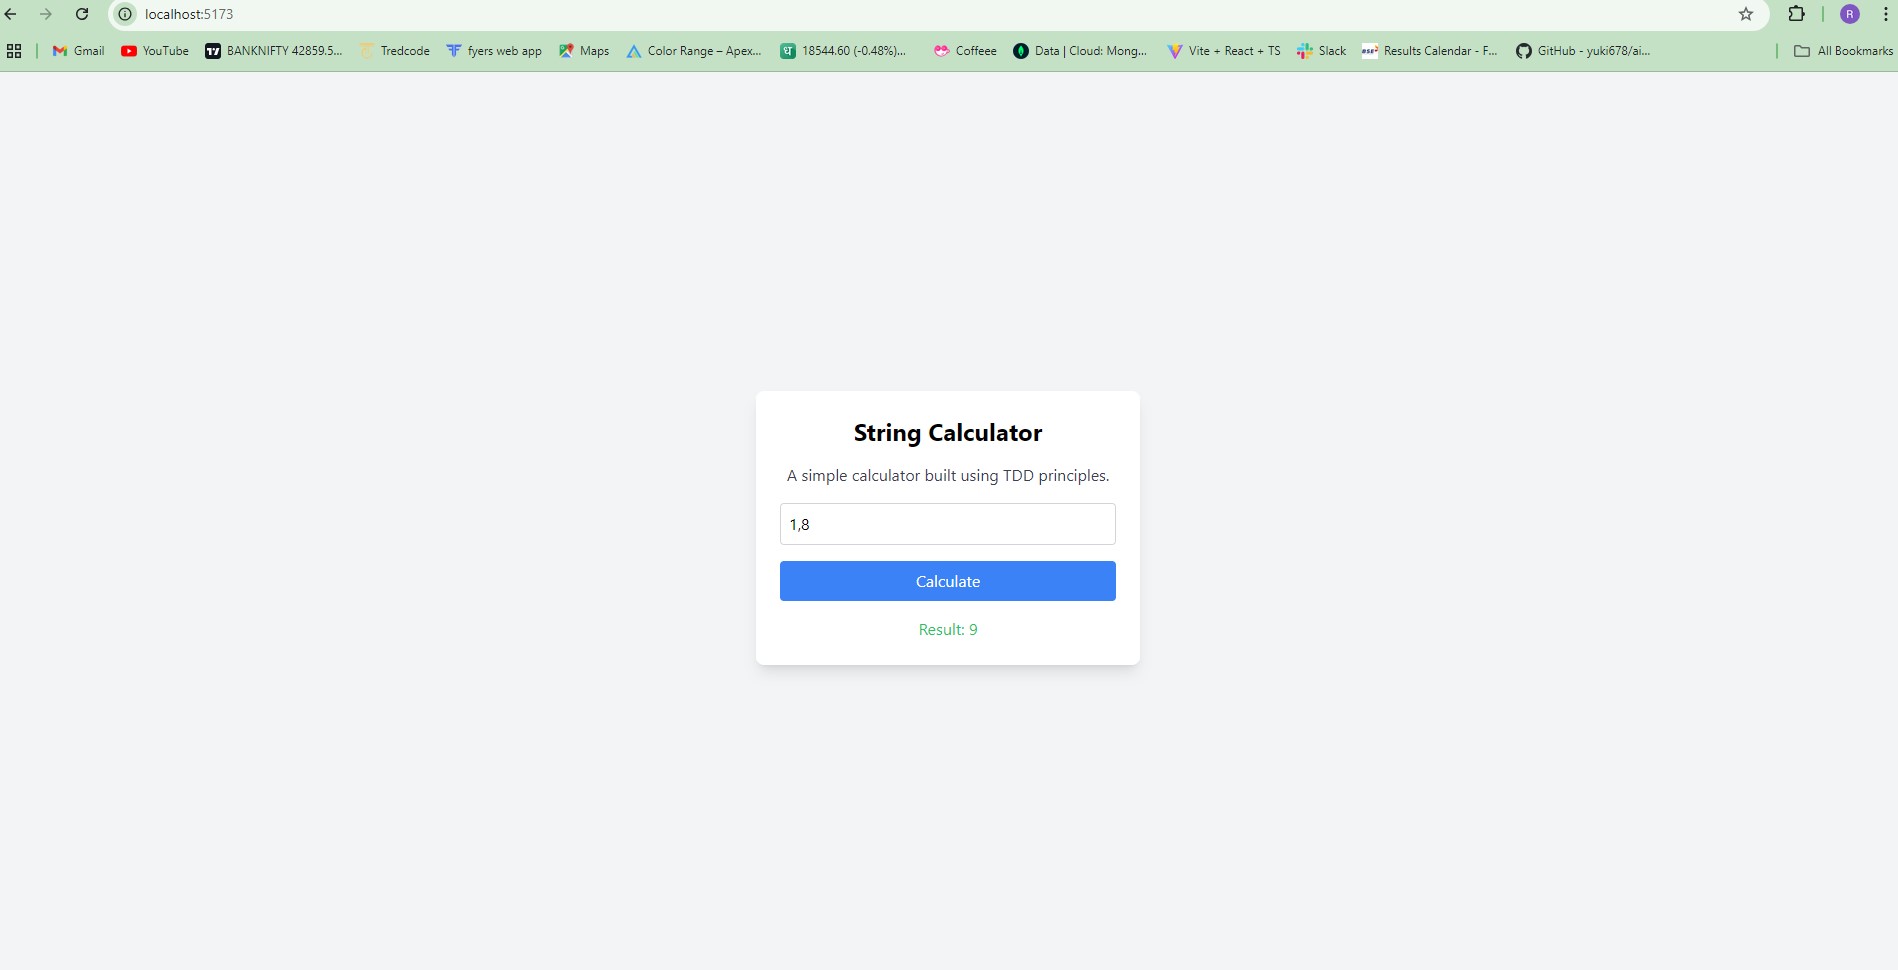 localhost:5173
Gmail YouTube BANKNIFTY 42859.5... Tredcode fyers web app Maps Color Range – Apex... 18544.60 (-0.48%)... Coffeee Data | Cloud: Mong... Vite + React + TS Slack Results Calendar - F... GitHub - yuki678/ai... All Bookmarks
R
String Calculator
A simple calculator built using TDD principles.
1,8
Calculate
Result: 9